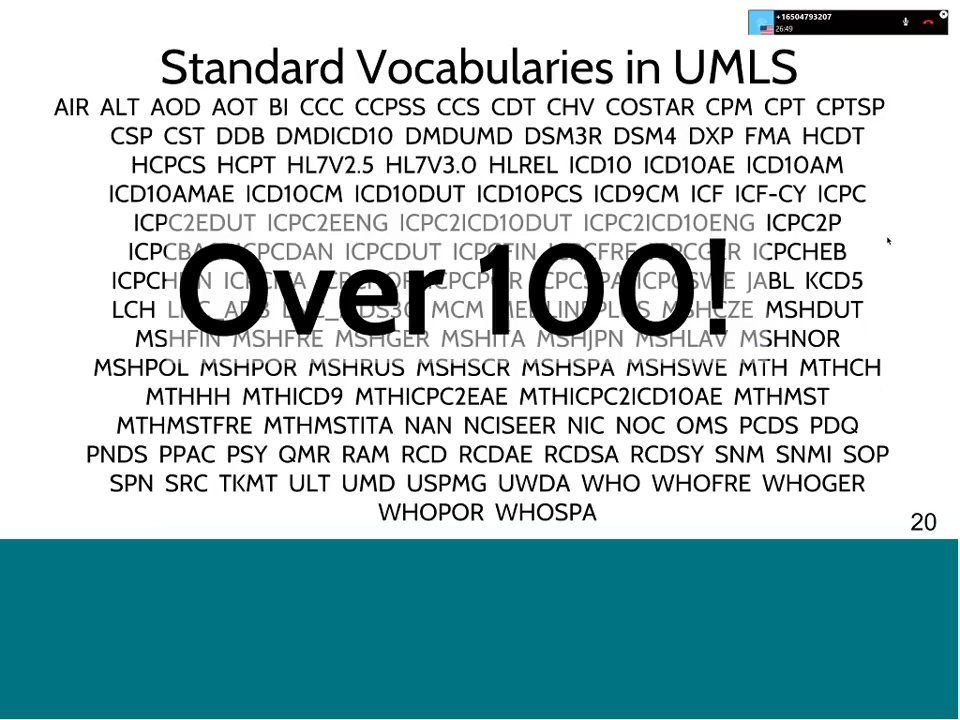 +16504793207
26:49
Standard Vocabularies in UMLS
AIR ALT AOD AOT BI CCC CCPSS CCS CDT CHV COSTAR CPM CPT CPTSP
CSP CST DDB DMDICD10 DMDUMD DSM3R DSM4 DXP FMA HCDT
HCPCS HCPT HL7V2.5 HL7V3.0 HLREL ICD10 ICD10AE ICD10AM
ICD10AMAE ICD10CM ICD10DUT ICD10PCS ICD9CM ICF ICF-CY ICPC
ICPC2EDUT ICPC2EENG ICPC2ICD10DUT ICPC2ICD10ENG ICPC2P
ICPCDUT ICPCHEB
JABL KCD5
LCH MCM MSHDUT
MSHFIN MSHFRE MSHGER MSHITA MSHJPN MSHLAV MSHNOR
Over 100!
MSHPOL MSHPOR MSHRUS MSHSCR MSHSPA MSHSWE MTH MTHCH
MTHHH MTHICD9 MTHICPC2EAE MTHICPC2ICD10AE MTHMST
MTHMSTFRE MTHMSTITA NAN NCISEER NIC NOC OMS PCDS PDQ
PNDS PPAC PSY QMR RAM RCD RCDAE RCDSA RCDSY SNM SNMI SOP
SPN SRC TKMT ULT UMD USPMG UWDA WHO WHOFRE WHOGER
WHOPOR WHOSPA
20